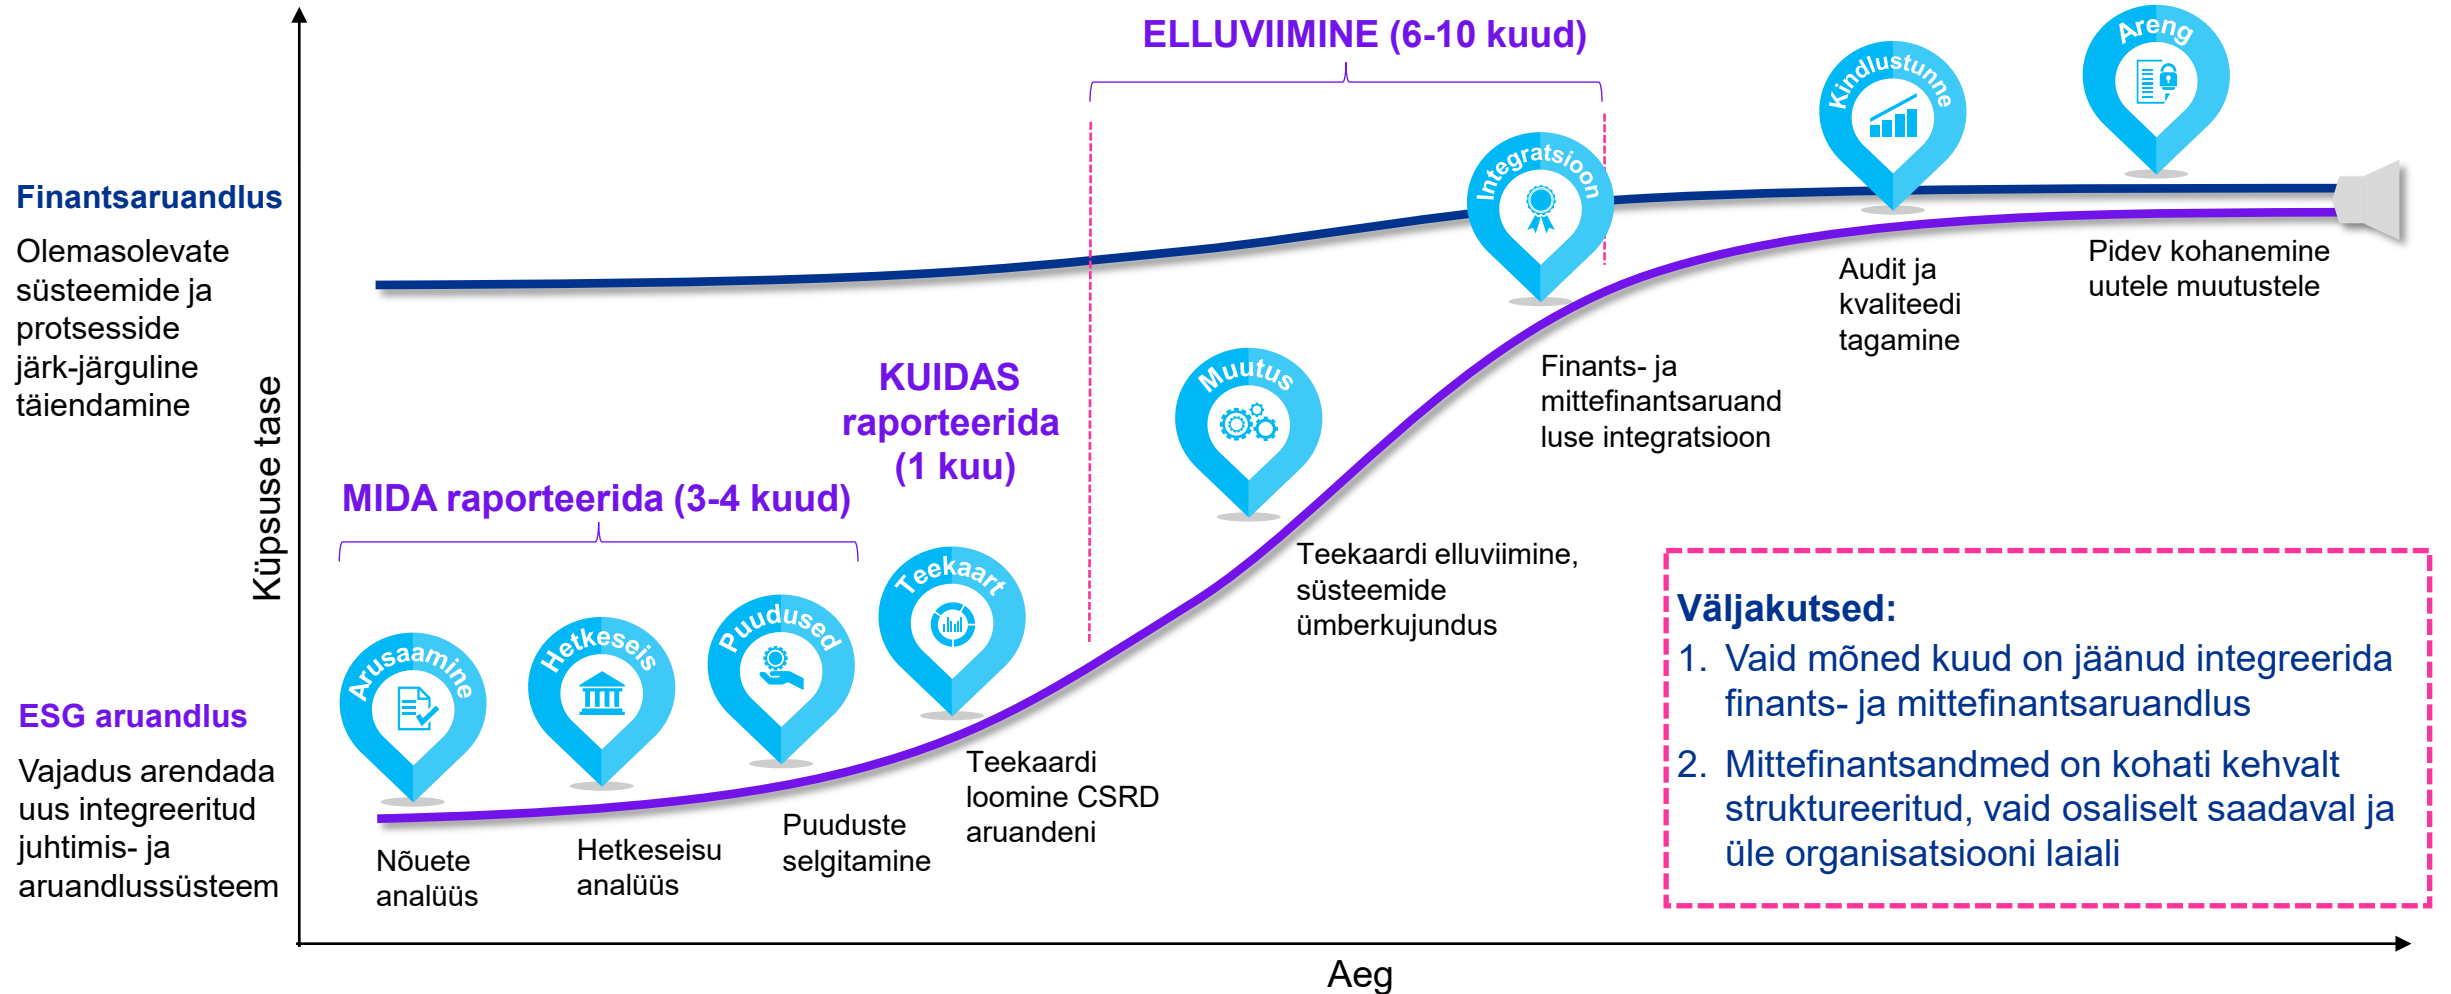 ELLUVIIMINE (6-10 kuud)
Areng
Kindlustunne
Integratsioon
Finantsaruandlus
Olemasolevate
süsteemide ja
protsesside
järk-järguline
täiendamine
Küpsuse tase
Pidev kohanemine
uutele muutustele
Audit ja
kvaliteedi
tagamine
Finants- ja
mittefinantsaruand
luse integratsioon
KUIDAS
raporteerida
(1 kuu)
Muutus
MIDA raporteerida (3-4 kuud)
Teekaardi elluviimine,
süsteemide
ümberkujundus
Teekaart
Puudused
Hetkeseis
Arusaamine
ESG aruandlus
Vajadus arendada
uus integreeritud
juhtimis- ja
aruandlussüsteem
Nõuete
analüüs
Hetkeseisu
analüüs
Puuduste
selgitamine
Teekaardi
loomine CSRD
aruandeni
Väljakutsed:
1. Vaid mõned kuud on jäänud integreerida
finants- ja mittefinantsaruandlus
2. Mittefinantsandmed on kohati kehvalt
struktureeritud, vaid osaliselt saadaval ja
üle organisatsiooni laiali
Aeg